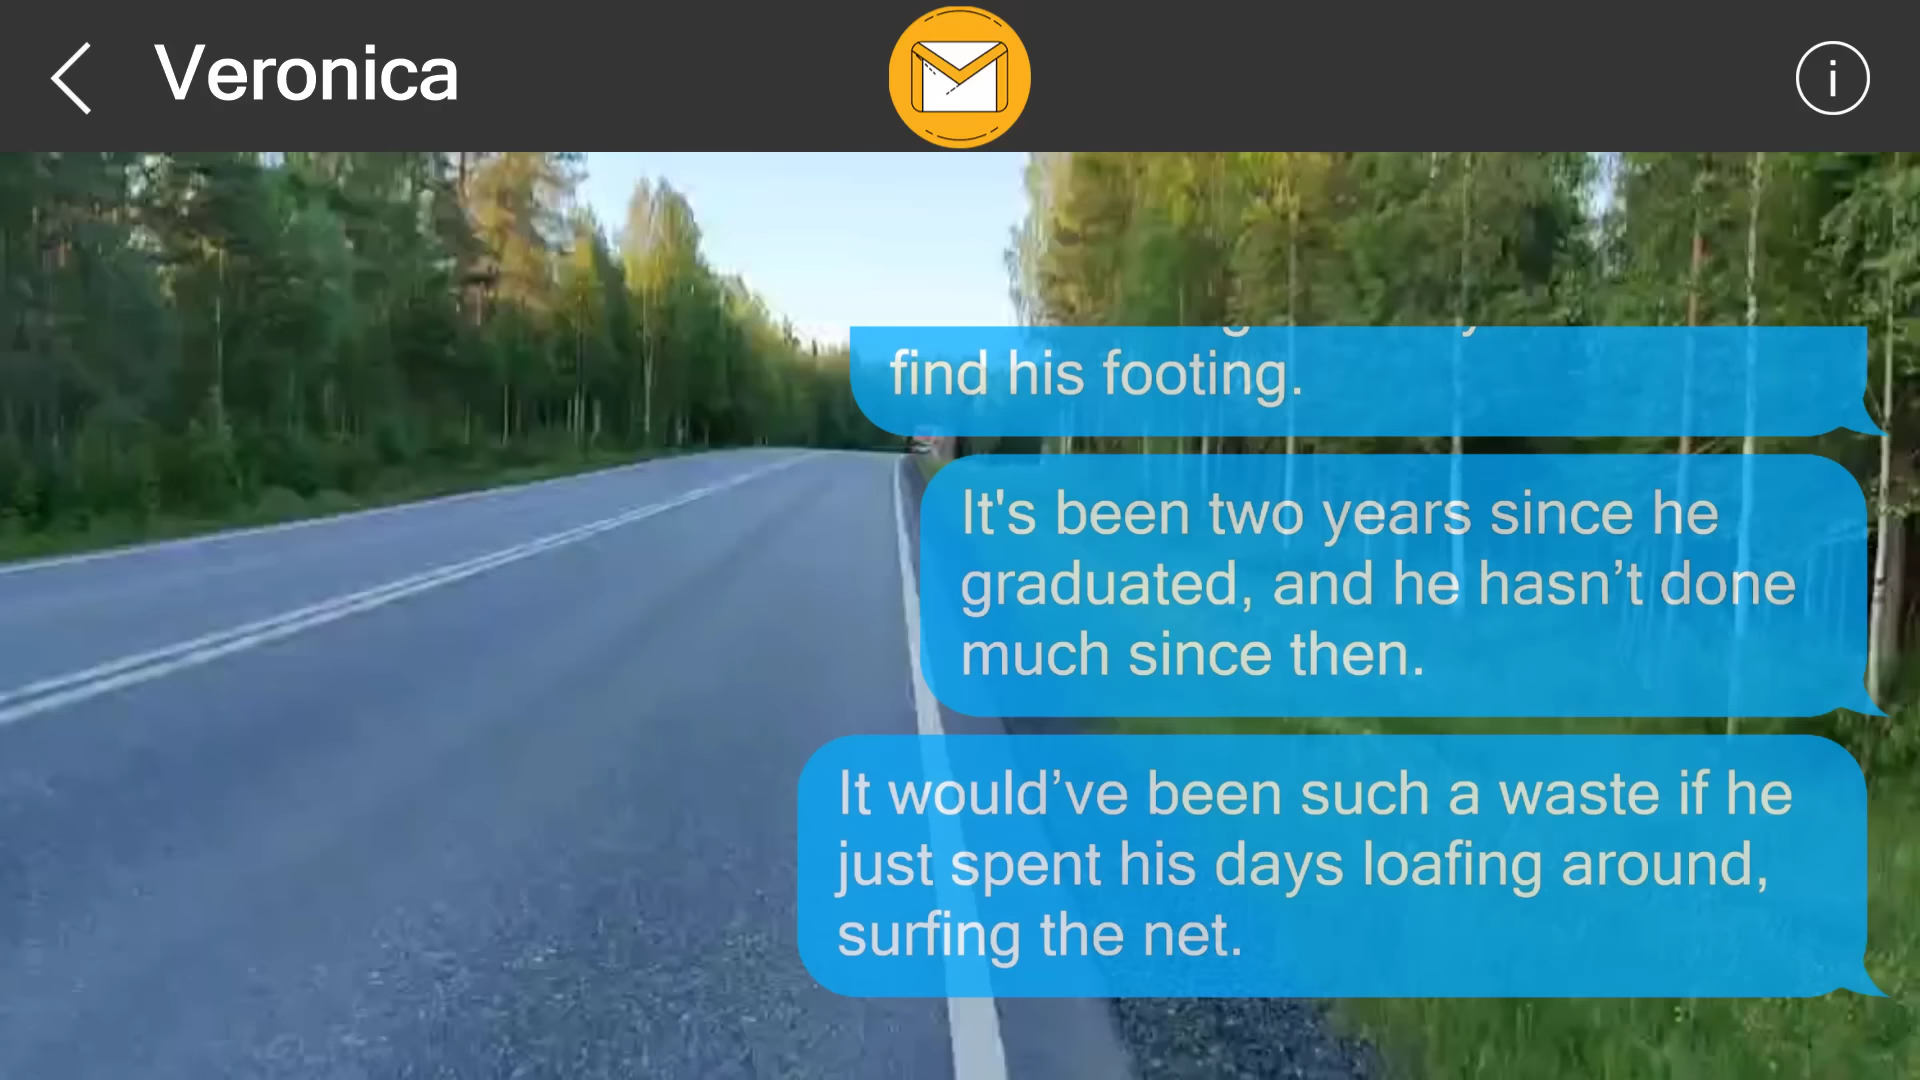 Veronica
find his footing.
It's been two years since he
graduated, and he hasn’t done
much since then.
It would’ve been such a waste if he
just spent his days loafing around,
surfing the net.